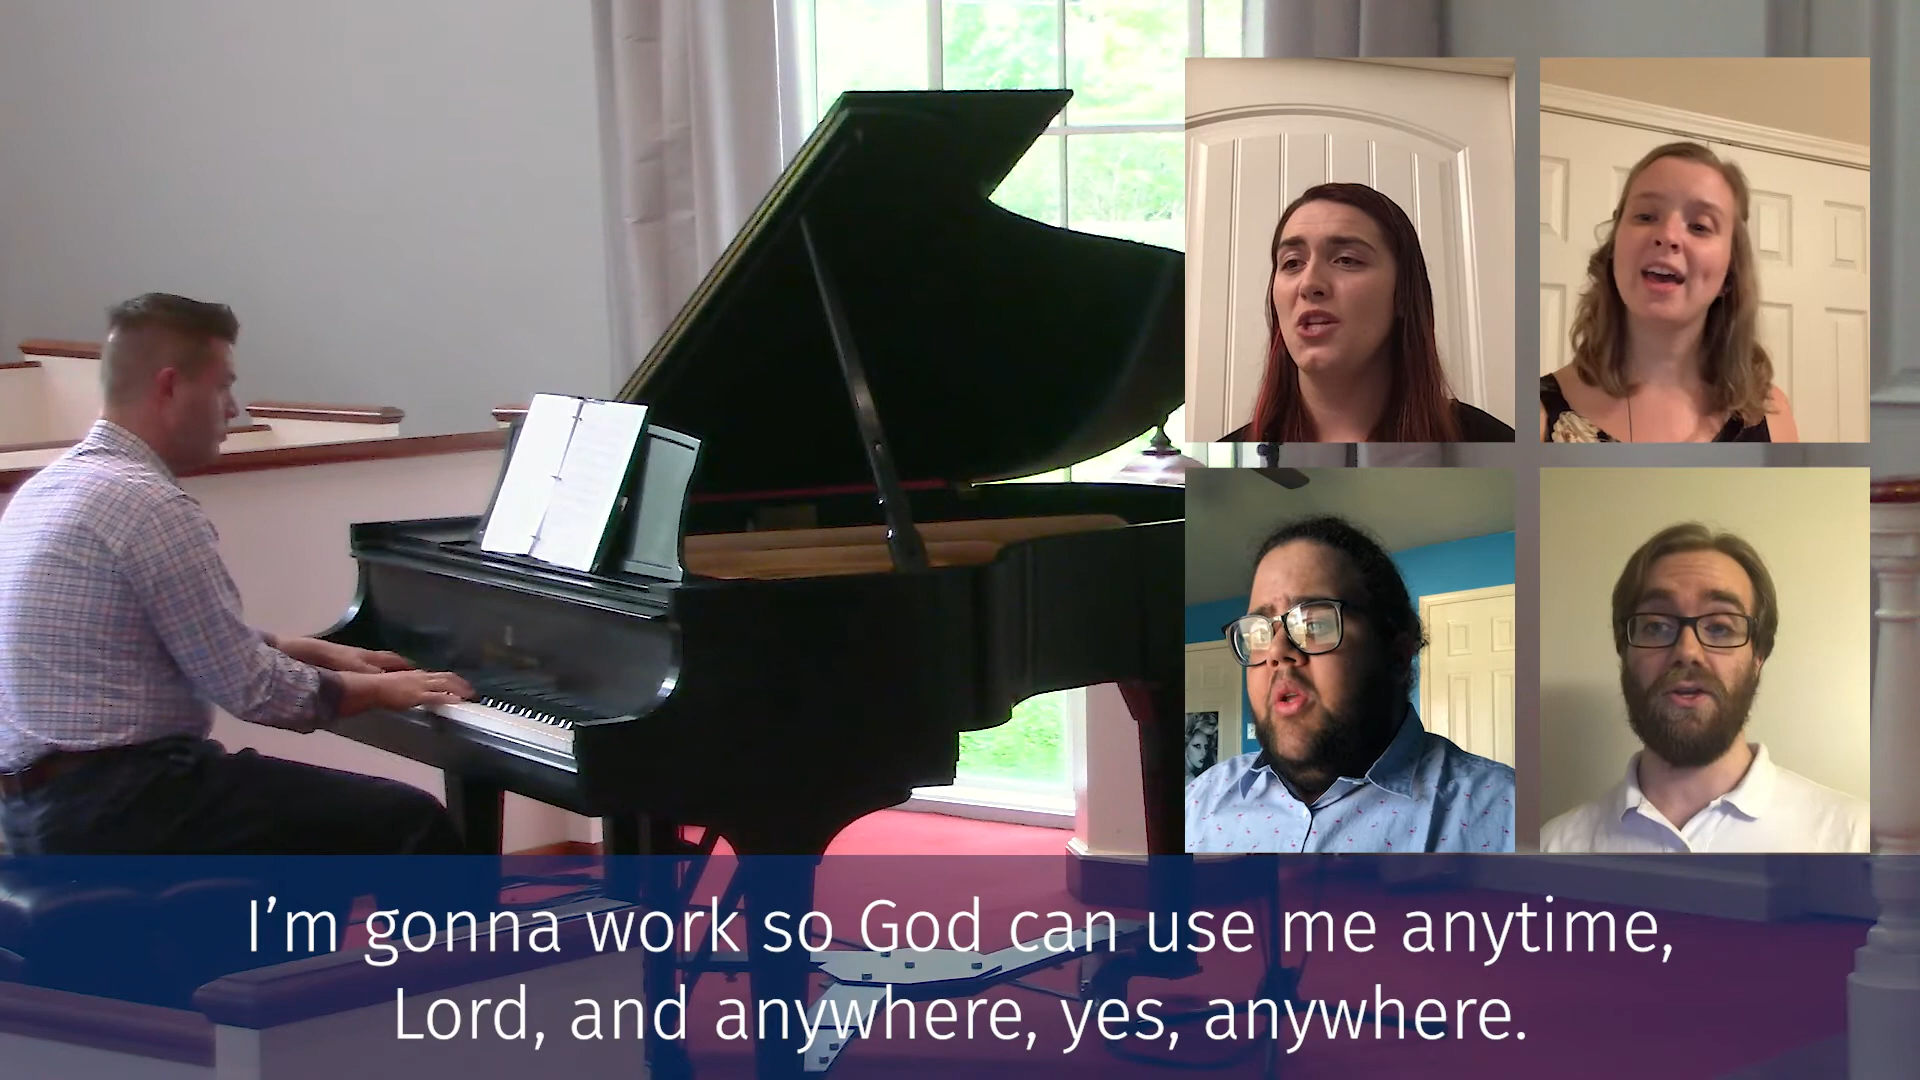 I’m gonna work so God can use me anytime,
Lord, and anywhere, yes, anywhere.